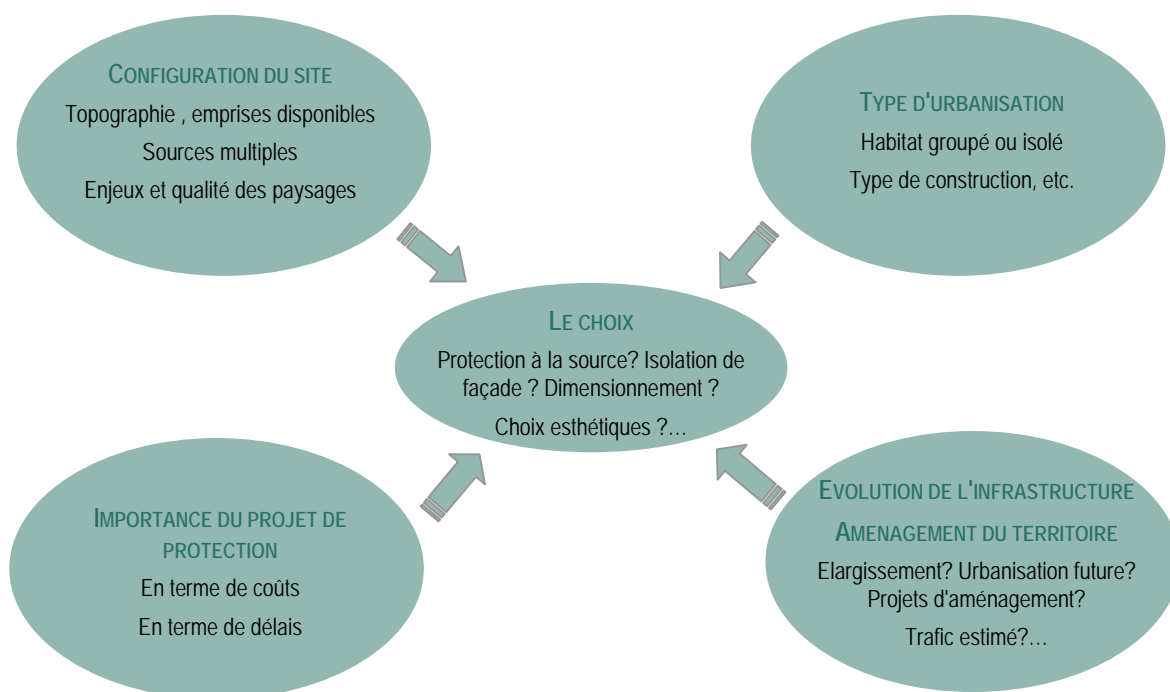 CONFIGURATION DU SITE
Topographie , emprises disponibles
Sources multiples
Enjeux et qualité des paysages
TYPE D'URBANISATION
Habitat groupé ou isolé
Type de construction, etc.
LE CHOIX
Protection à la source? Isolation de
façade ? Dimensionnement ?
Choix esthétiques ?...
IMPORTANCE DU PROJET DE
PROTECTION
En terme de coûts
En terme de délais
EVOLUTION DE L'INFRASTRUCTURE
AMENAGEMENT DU TERRITOIRE
Elargissement? Urbanisation future?
Projets d'aménagement?
Trafic estimé?...